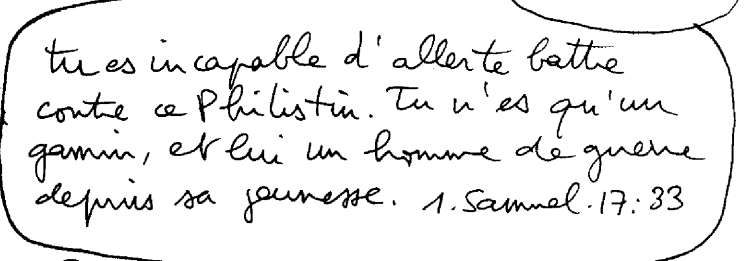 tu es incapable d'aller te battre
contre ce Philistin. Tu n'es qu'un
gamin, et lui un homme de guerre
depuis sa jeunesse. 1. Samuel. 17:33